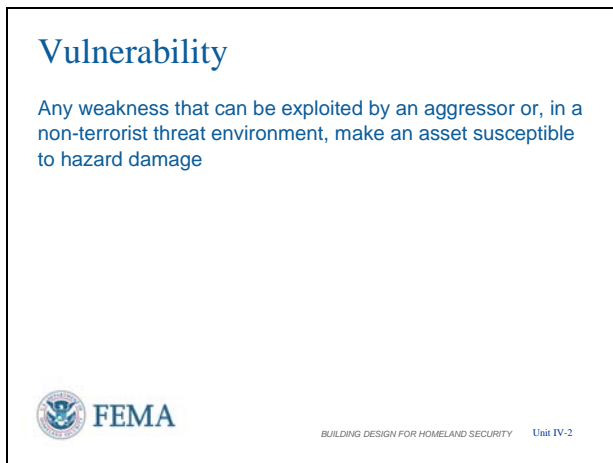 Vulnerability
Any weakness that can be exploited by an aggressor or, in a
non-terrorist threat environment, make an asset susceptible
to hazard damage
FEMA
BUILDING DESIGN FOR HOMELAND SECURITY Unit IV-2